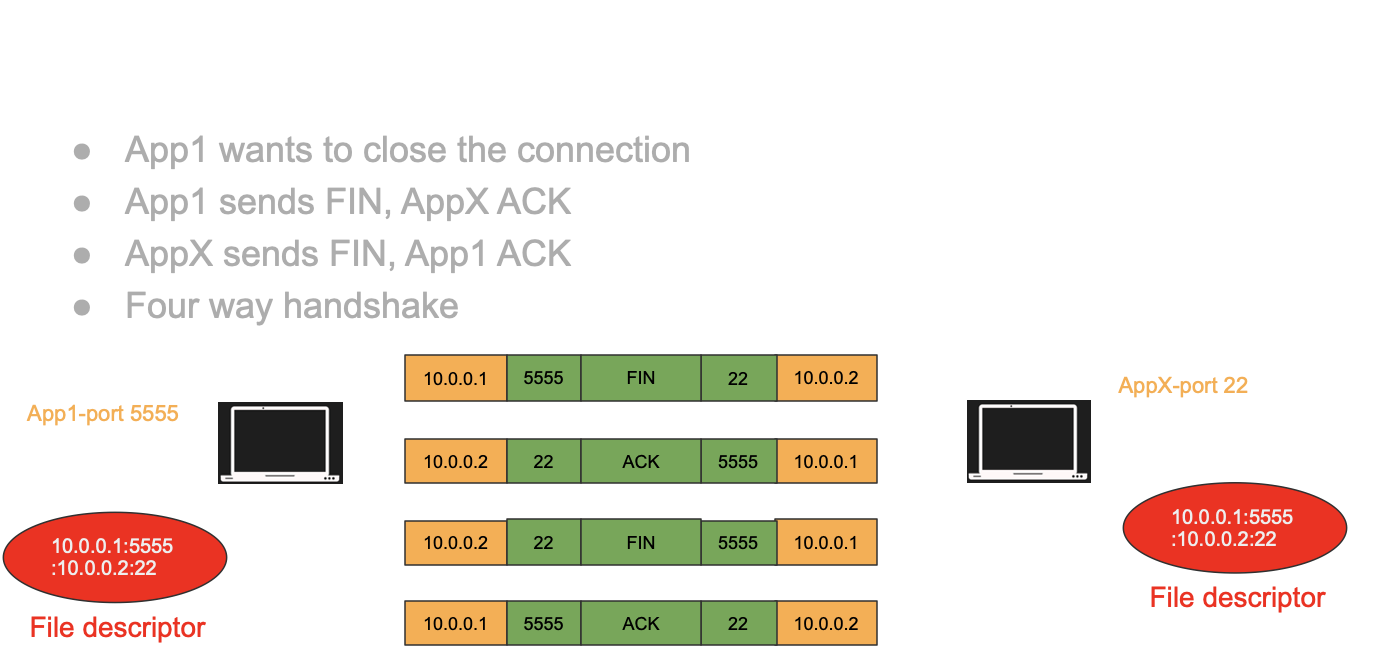 ● App1 wants to close the connection
● App1 sends FIN, AppX ACK
● AppX sends FIN, App1 ACK
● Four way handshake
10.0.0.1 5555 FIN 22 10.0.0.2
App1-port 5555
AppX-port 22
10.0.0.2 22 ACK 5555 10.0.0.1
10.0.0.2 22 FIN 5555 10.0.0.1
10.0.0.1 5555 ACK 22 10.0.0.2
10.0.0.1:5555
:10.0.0.2:22
File descriptor
10.0.0.1:5555
:10.0.0.2:22
File descriptor